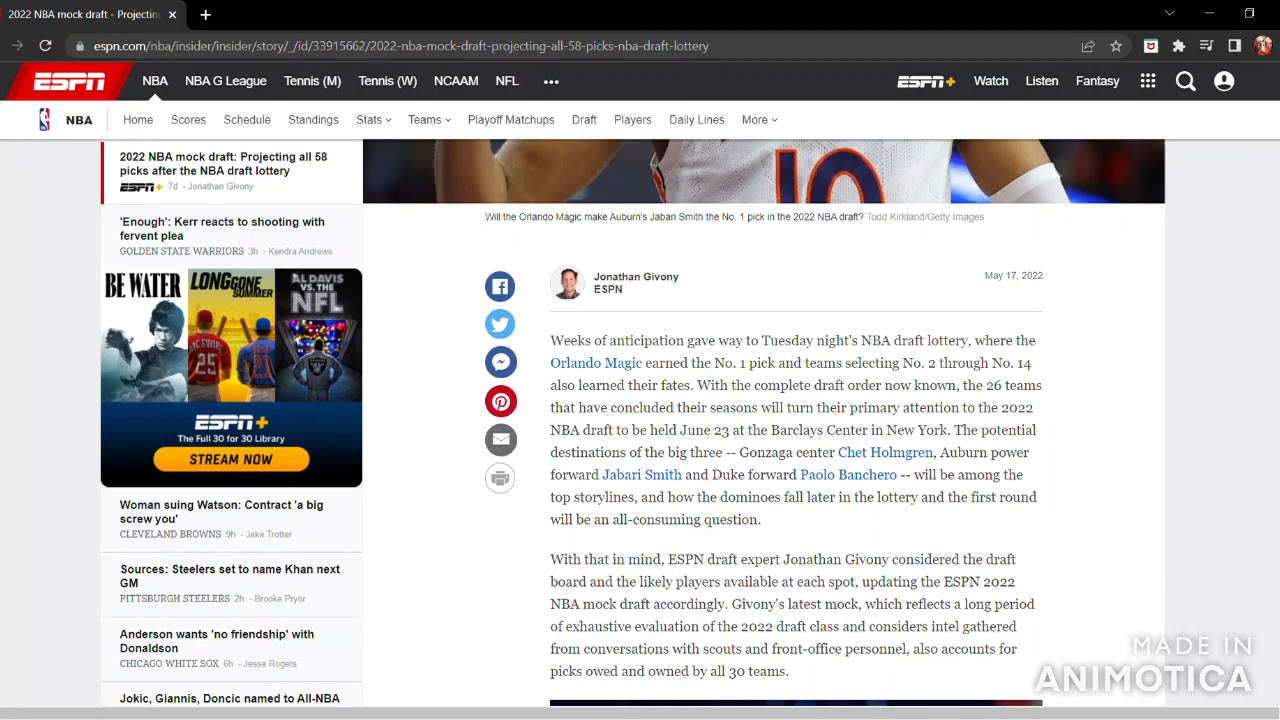 2022 NBA mock draft - Projectin
espn.com/nba/insider/insider/story/_/id/33915662/2022-nba-mock-draft-projecting-all-58-picks-nba-draft-lottery
ESPN NBA NBA G League Tennis (M) Tennis (W) NCAAM NFL ESPN+ Watch Listen Fantasy
NBA Home Scores Schedule Standings Stats Teams Playoff Matchups Draft Players Daily Lines More
2022 NBA mock draft: Projecting all 58
picks after the NBA draft lottery
ESPN+ 7d - Jonathan Givony
'Enough': Kerr reacts to shooting with
fervent plea
GOLDEN STATE WARRIORS 3h - Kendra Andrews
BE WATER
LONG GONE
SUMMER
AL DAVIS
VS. THE
NFL
MC GWIRE
25
21
ESPN+
The Full 30 for 30 Library
STREAM NOW
Woman suing Watson: Contract 'a big
screw you'
CLEVELAND BROWNS 9h - Jake Trotter
Sources: Steelers set to name Khan next
GM
PITTSBURGH STEELERS 2h - Brooke Pryor
Anderson wants 'no friendship' with
Donaldson
CHICAGO WHITE SOX 6h - Jesse Rogers
Jokic, Giannis, Doncic named to All-NBA
10
Will the Orlando Magic make Auburn's Jabari Smith the No. 1 pick in the 2022 NBA draft? Todd Kirkland/Getty Images
Jonathan Givony
ESPN
May 17, 2022
Weeks of anticipation gave way to Tuesday night's NBA draft lottery, where the
Orlando Magic earned the No. 1 pick and teams selecting No. 2 through No. 14
also learned their fates. With the complete draft order now known, the 26 teams
that have concluded their seasons will turn their primary attention to the 2022
NBA draft to be held June 23 at the Barclays Center in New York. The potential
destinations of the big three -- Gonzaga center Chet Holmgren, Auburn power
forward Jabari Smith and Duke forward Paolo Banchero -- will be among the
top storylines, and how the dominoes fall later in the lottery and the first round
will be an all-consuming question.
With that in mind, ESPN draft expert Jonathan Givony considered the draft
board and the likely players available at each spot, updating the ESPN 2022
NBA mock draft accordingly. Givony's latest mock, which reflects a long period
of exhaustive evaluation of the 2022 draft class and considers intel gathered
from conversations with scouts and front-office personnel, also accounts for
picks owed and owned by all 30 teams.
MADE IN
ANIMOTICA